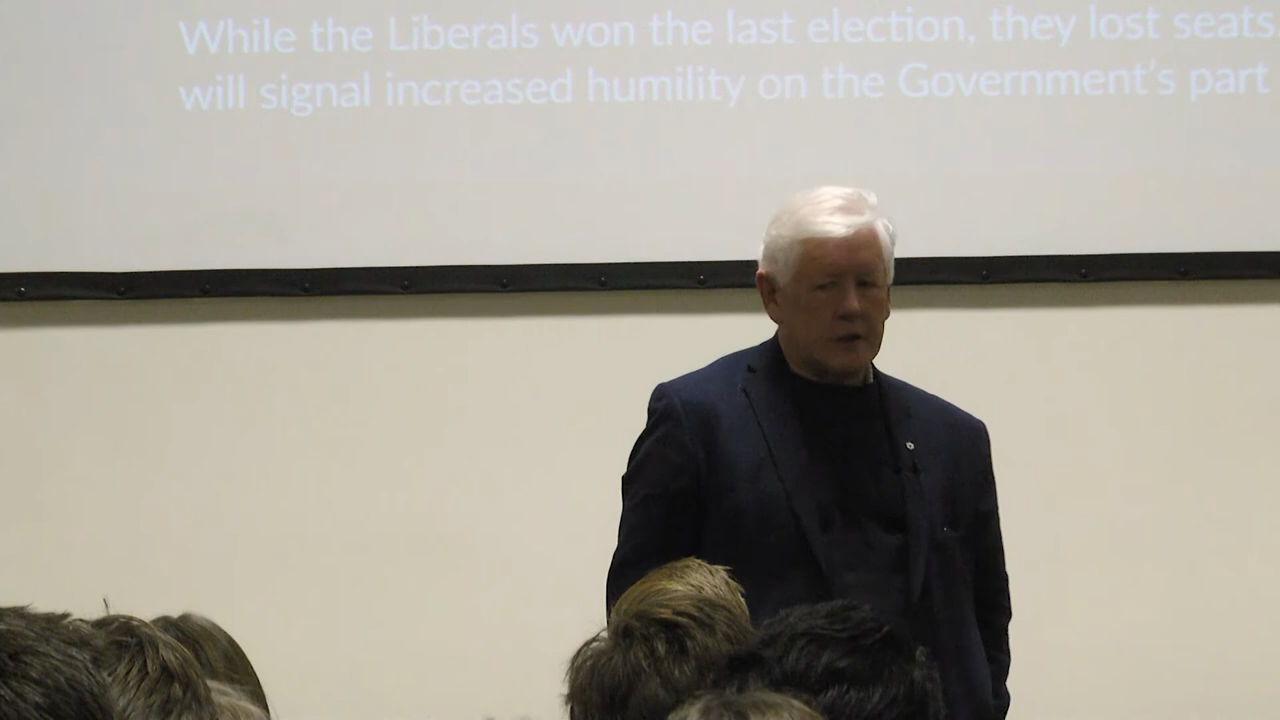 While the Liberals won the last election, they lost seats.
will signal increased humility on the Government's part